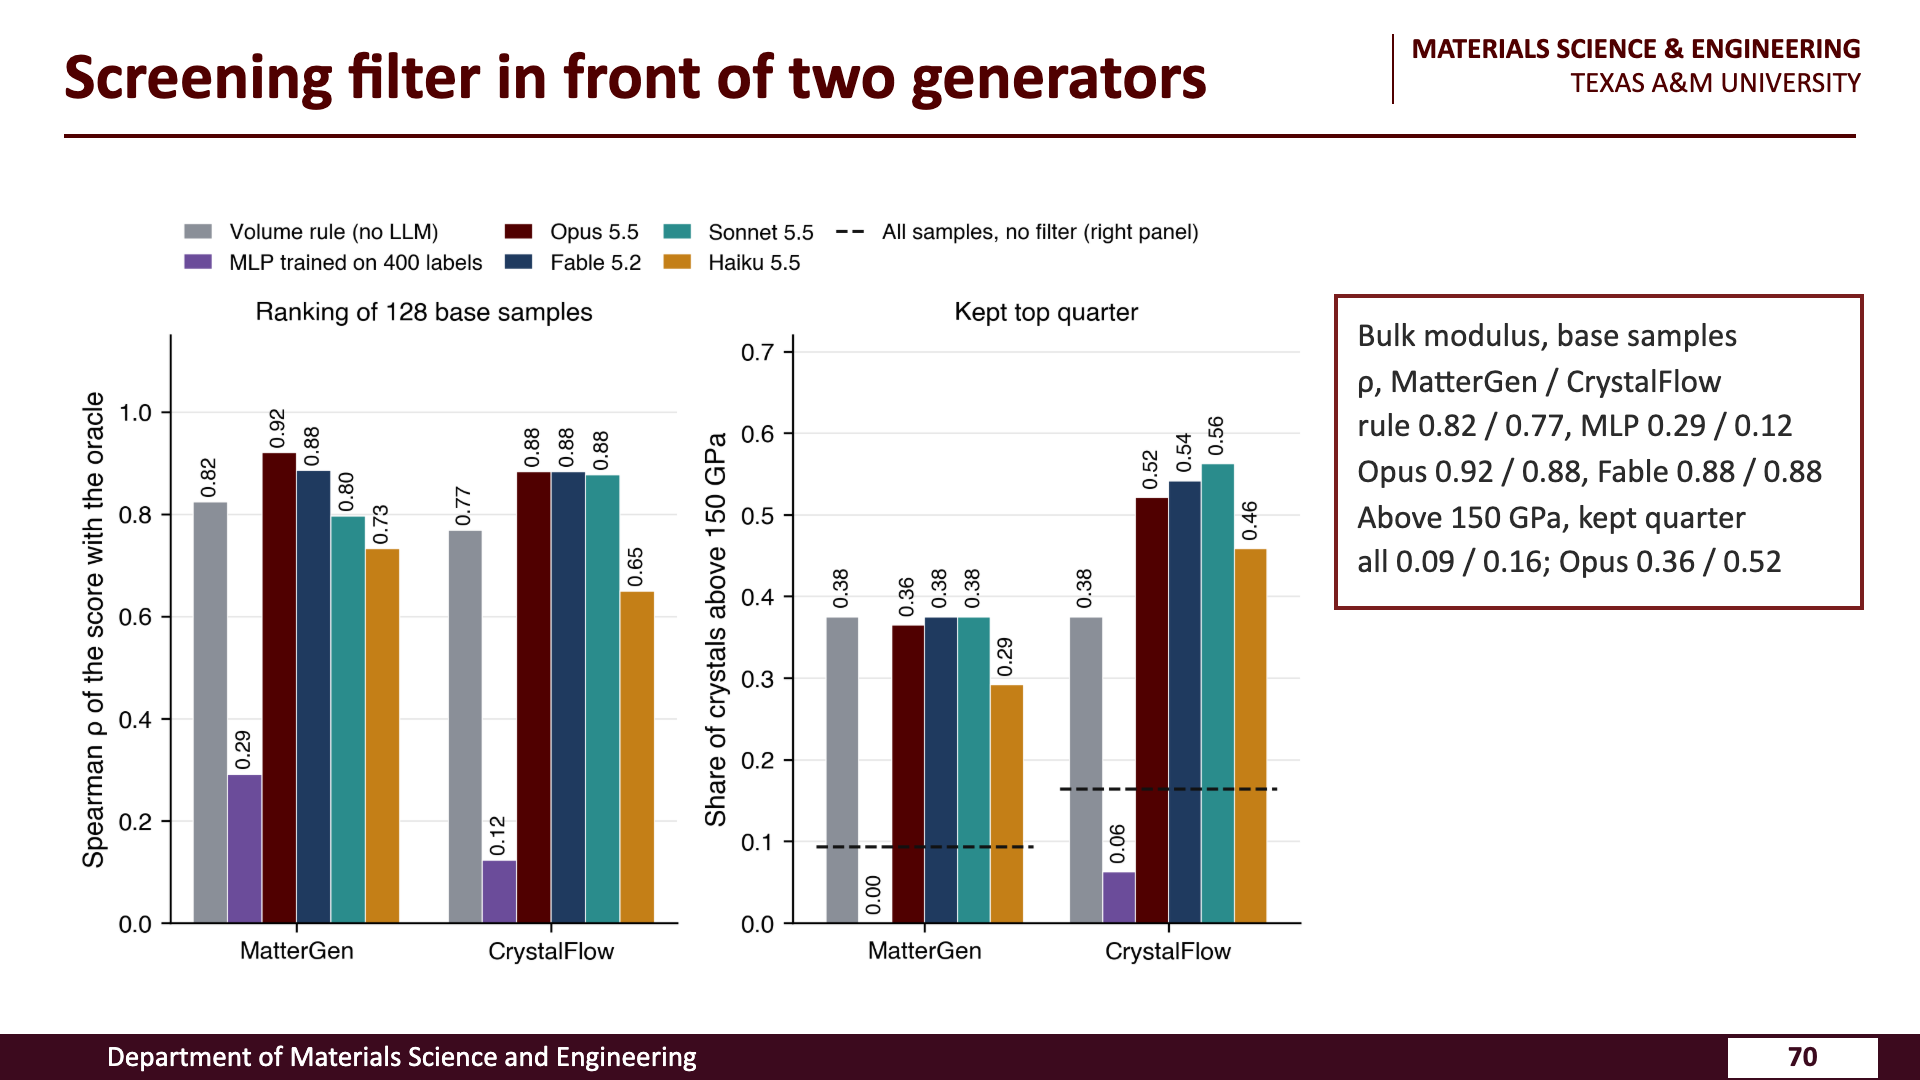 Screening filter in front of two generators
MATERIALS SCIENCE & ENGINEERING
TEXAS A&M UNIVERSITY
Volume rule (no LLM)
MLP trained on 400 labels
Opus 5.5
Fable 5.2
Sonnet 5.5
Haiku 5.5
All samples, no filter (right panel)
Ranking of 128 base samples
Spearman ρ of the score with the oracle
1.0
0.8
0.6
0.4
0.2
0.0
0.82
0.29
0.92
0.88
0.80
0.73
0.77
0.12
0.88
0.88
0.88
0.65
MatterGen
CrystalFlow
Kept top quarter
Share of crystals above 150 GPa
0.7
0.6
0.5
0.4
0.3
0.2
0.1
0.0
0.38
0.00
0.36
0.38
0.38
0.29
0.38
0.06
0.52
0.54
0.56
0.46
MatterGen
CrystalFlow
Bulk modulus, base samples
ρ, MatterGen / CrystalFlow
rule 0.82 / 0.77, MLP 0.29 / 0.12
Opus 0.92 / 0.88, Fable 0.88 / 0.88
Above 150 GPa, kept quarter
all 0.09 / 0.16; Opus 0.36 / 0.52
Department of Materials Science and Engineering
70